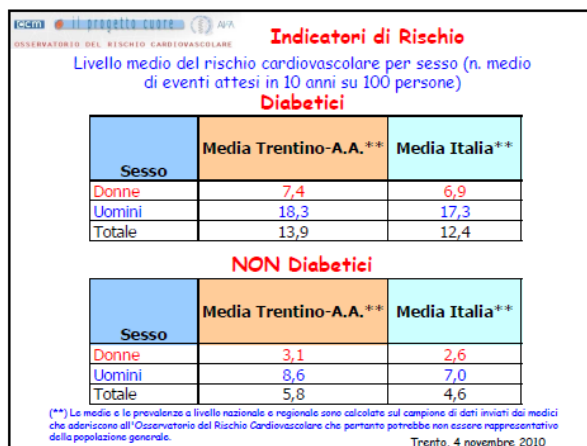 ccm il progetto cuore AIFA
OSSERVATORIO DEL RISCHIO CARDIOVASCOLARE
Indicatori di Rischio
Livello medio del rischio cardiovascolare per sesso (n. medio
di eventi attesi in 10 anni su 100 persone)
Diabetici
Sesso Media Trentino-A.A.** Media Italia**
Donne 7,4 6,9
Uomini 18,3 17,3
Totale 13,9 12,4
NON Diabetici
Sesso Media Trentino-A.A.** Media Italia**
Donne 3,1 2,6
Uomini 8,6 7,0
Totale 5,8 4,6
(**) Le medie e le prevalenze a livello nazionale e regionale sono calcolate sul campione di dati inviati dai medici
che aderiscono all'Osservatorio del Rischio Cardiovascolare che pertanto potrebbe non essere rappresentativo
della popolazione generale.
Trento, 4 novembre 2010